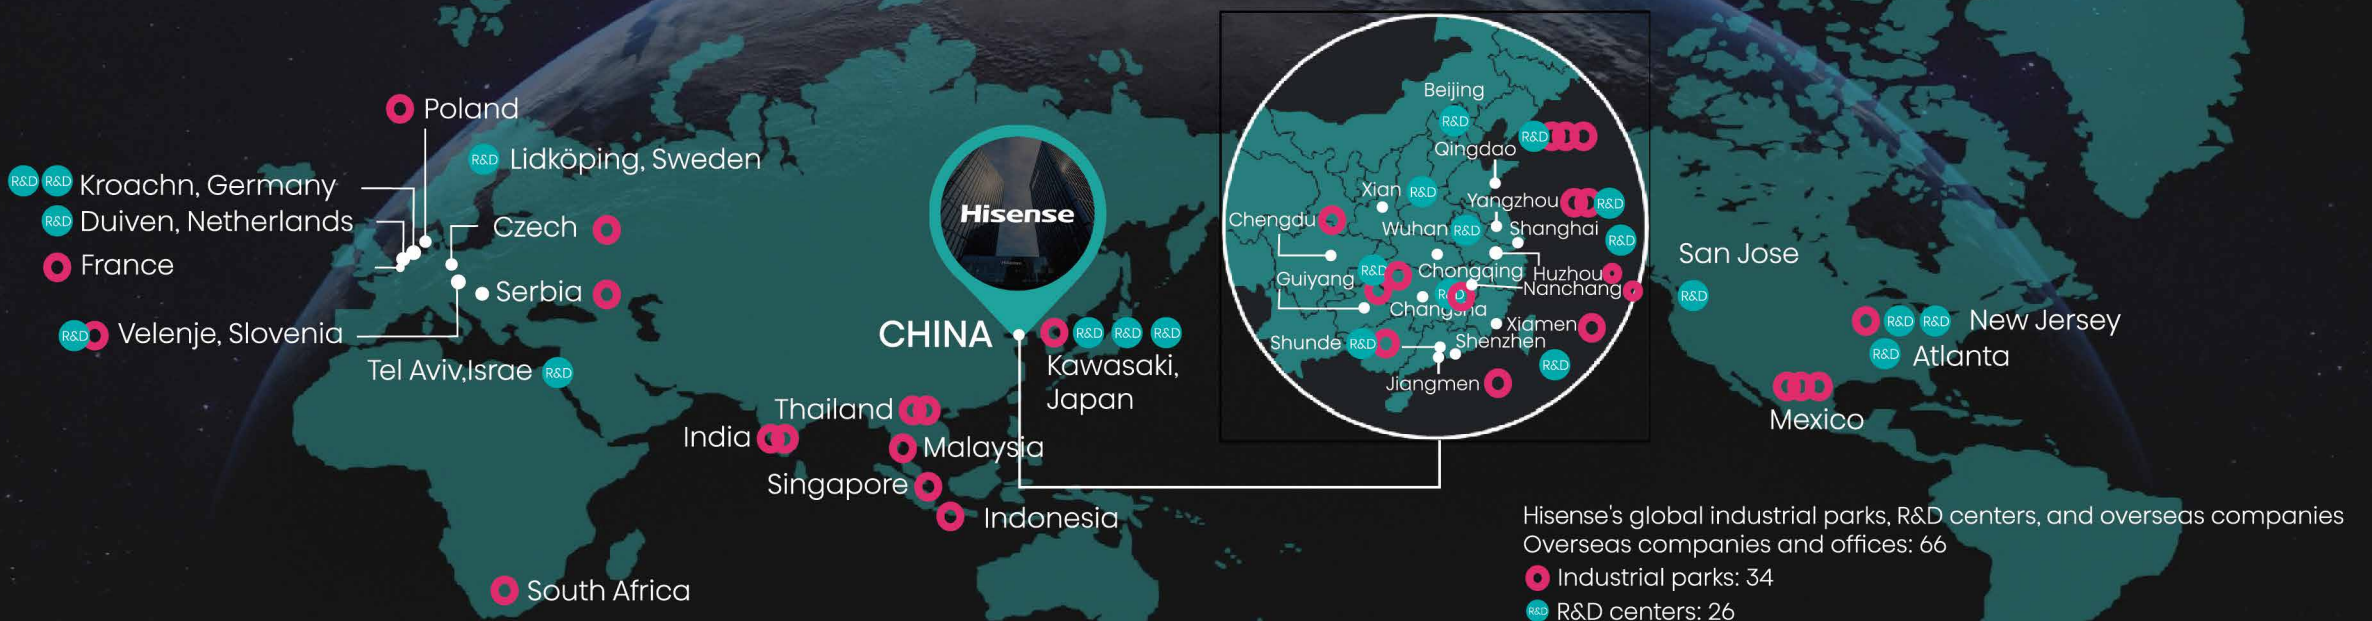 Poland
R&D Lidköping, Sweden
R&D R&D Kroachn, Germany
R&D Duiven, Netherlands
Czech
France
Serbia
R&D Velenje, Slovenia
Tel Aviv,Israe R&D
Hisense
CHINA
R&D R&D R&D
Kawasaki,
Japan
Thailand
India
Malaysia
Singapore
Indonesia
South Africa
Beijing
R&D
R&D
Qingdao
Xian R&D
Yangzhou R&D
Chengdu
Wuhan R&D
Shanghai
R&D
Guiyang
R&D
Chongqing
Huzhou
Nanchang
R&D
Changsha
Xiamen
Shunde R&D
Shenzhen
R&D
Jiangmen
San Jose
R&D
R&D R&D New Jersey
R&D Atlanta
Mexico
Hisense's global industrial parks, R&D centers, and overseas companies
Overseas companies and offices: 66
Industrial parks: 34
R&D R&D centers: 26